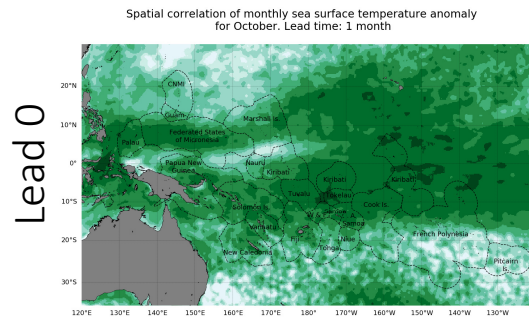 Spatial correlation of monthly sea surface temperature anomaly
for October. Lead time: 1 month
Lead 0
20°N
10°N
0°
10°S
20°S
30°S
CNMI
Guam
Marshall Is.
Federated States
of Micronesia
Palau
Papua New
Guinea
Nauru
Kiribati
Kiribati
Kiribati
Tuvalu
Tokelau
Solomon Is.
Cook Is.
Samoa
Vanuatu
Fiji
Niue
Tonga
French Polynesia
New Caledonia
Pitcairn
Is.
120°E
130°E
140°E
150°E
160°E
170°E
180°
170°W
160°W
150°W
140°W
130°W